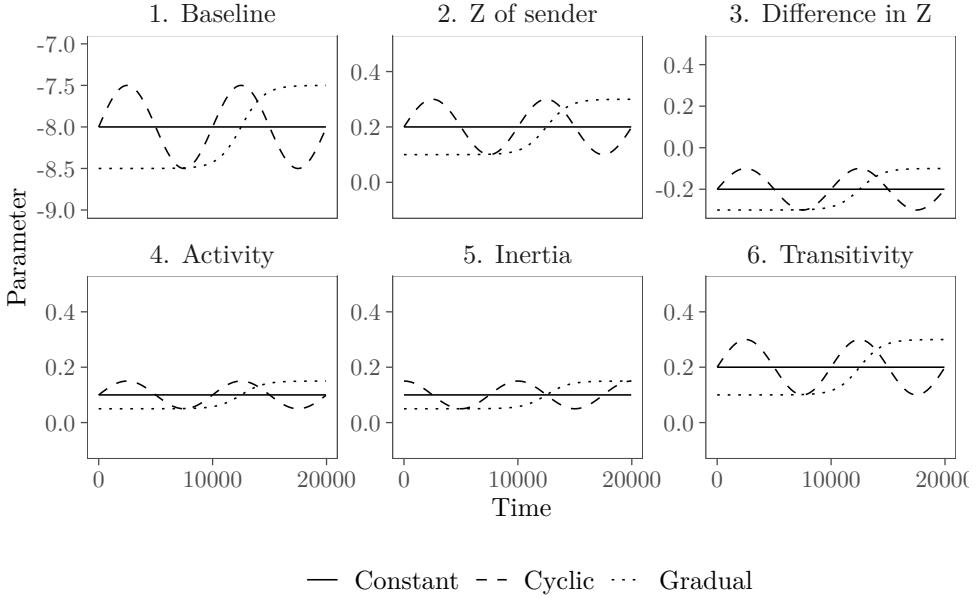 1. Baseline
2. Z of sender
3. Difference in Z
-7.0
-7.5
-8.0
-8.5
-9.0
0.4
0.2
0.0
0.4
0.2
0.0
-0.2
Parameter
4. Activity
5. Inertia
6. Transitivity
0.4
0.2
0.0
0.4
0.2
0.0
0.4
0.2
0.0
0 10000 20000
0 10000 20000
0 10000 20000
Time
Constant Cyclic Gradual